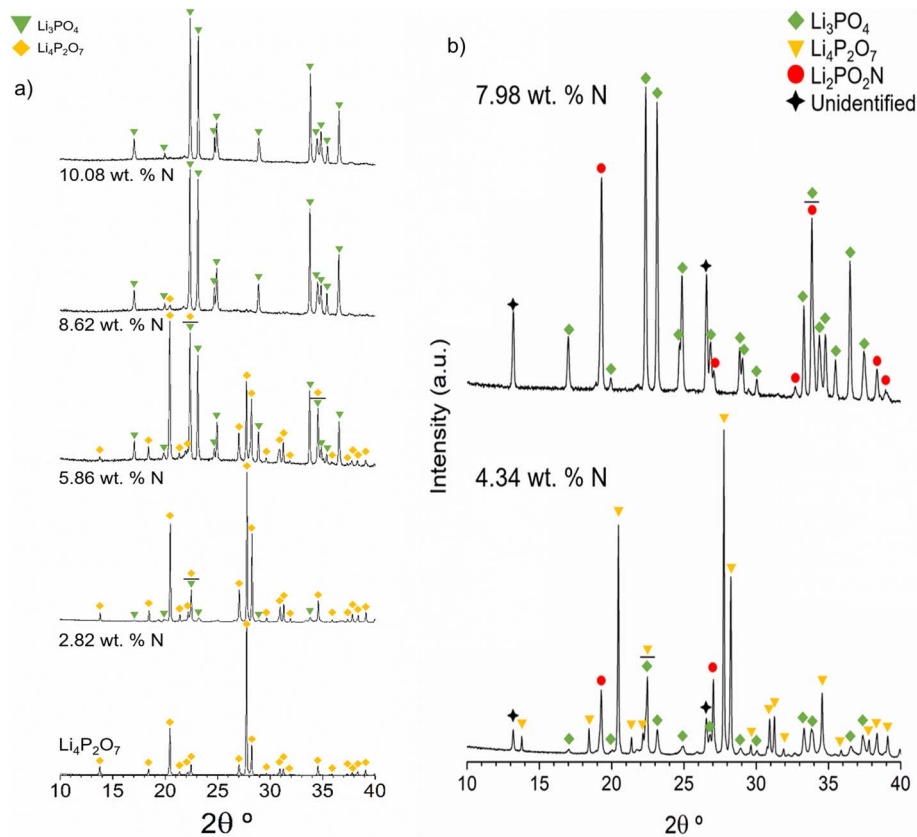 Li₃PO₄
Li₄P₂O₇
a)
10.08 wt. % N
8.62 wt. % N
5.86 wt. % N
2.82 wt. % N
Li₄P₂O₇
10 15 20 25 30 35 40
2θ º
b)
Li₃PO₄
Li₄P₂O₇
Li₂PO₂N
Unidentified
7.98 wt. % N
4.34 wt. % N
Intensity (a.u.)
10 15 20 25 30 35 40
2θ º